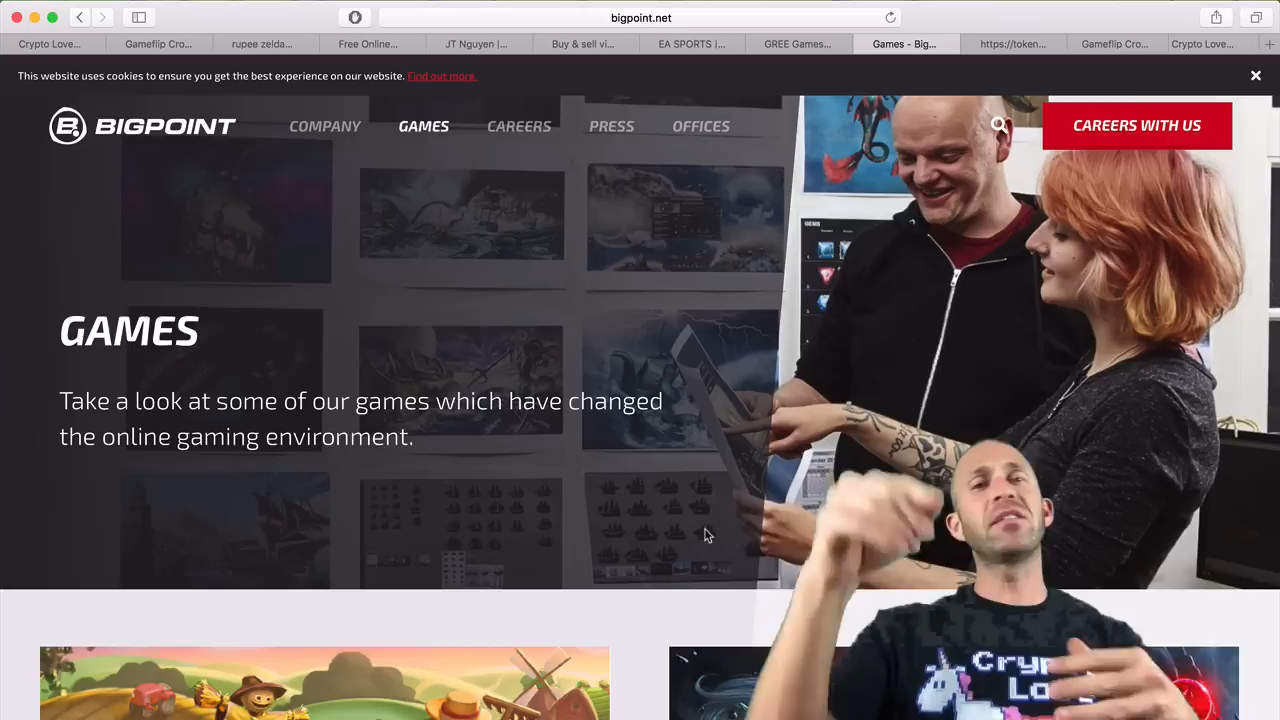 bigpoint.net
Crypto Love...
Gameflip Cro...
rupee zelda...
Free Online...
JT Nguyen |...
Buy & sell vi...
EA SPORTS |...
GREE Games...
Games - Big...
https://token...
Gameflip Cro...
Crypto Love...
This website uses cookies to ensure you get the best experience on our website. Find out more.
BIGPOINT
COMPANY
GAMES
CAREERS
PRESS
OFFICES
CAREERS WITH US
GAMES
Take a look at some of our games which have changed
the online gaming environment.